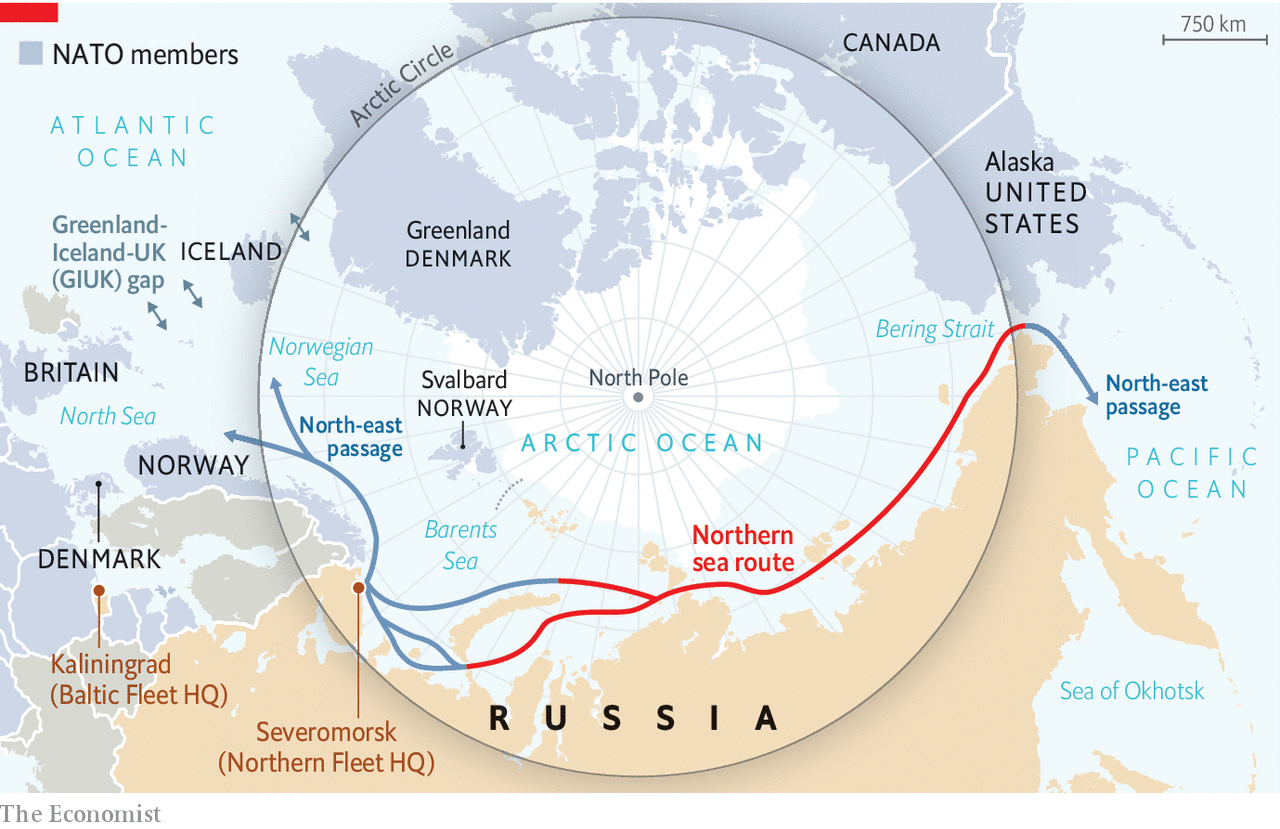 NATO members
750 km
CANADA
Arctic Circle
ATLANTIC
OCEAN
Alaska
UNITED
STATES
Greenland-
Iceland-UK
(GIUK) gap
ICELAND
Greenland
DENMARK
Bering Strait
Norwegian
Sea
BRITAIN
North Sea
Svalbard
NORWAY
North Pole
North-east
passage
North-east
passage
ARCTIC OCEAN
NORWAY
PACIFIC
OCEAN
Barents
Sea
Northern
sea route
DENMARK
Kaliningrad
(Baltic Fleet HQ)
Sea of Okhotsk
RUSSIA
Severomorsk
(Northern Fleet HQ)
The Economist